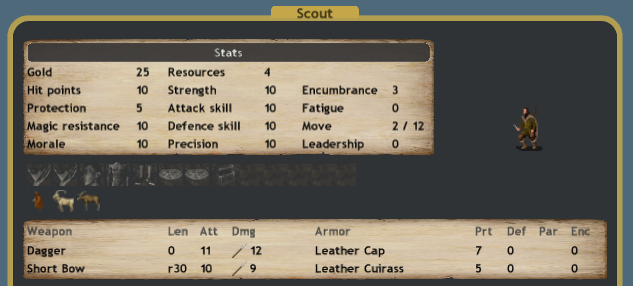 Scout
Stats
Gold 25 Resources 4
Hit points 10 Strength 10 Encumbrance 3
Protection 5 Attack skill 10 Fatigue 0
Magic resistance 10 Defence skill 10 Move 2 / 12
Morale 10 Precision 10 Leadership 0
Weapon Len Att Dmg Armor Prt Def Par Enc
Dagger 0 11 12 Leather Cap 7 0 0
Short Bow r30 10 9 Leather Cuirass 5 0 0